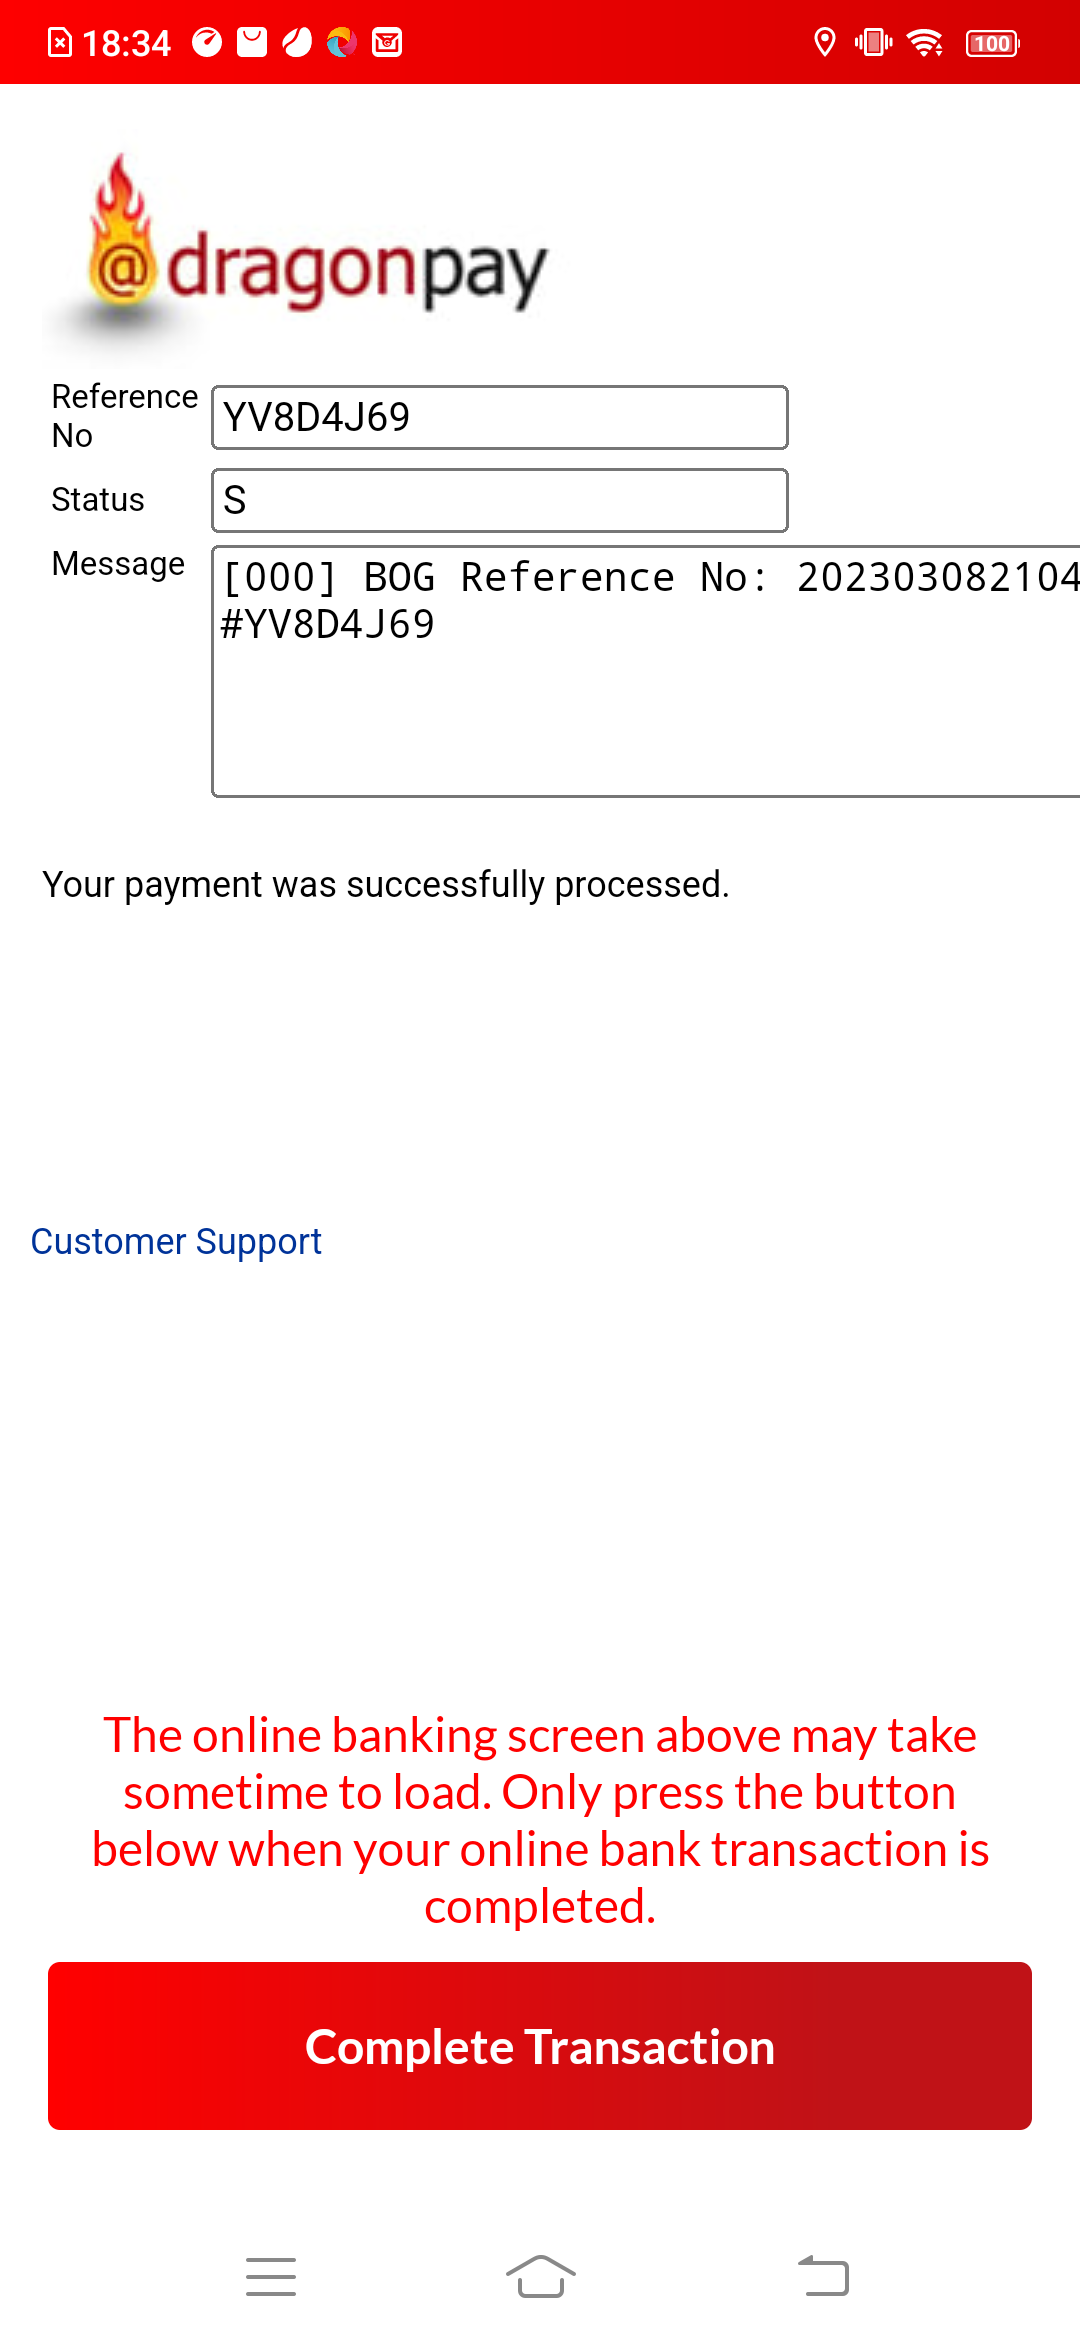 18:34
100
@dragonpay
Reference
No
YV8D4J69
Status
S
Message
[000] BOG Reference No: 202303082104
#YV8D4J69
Your payment was successfully processed.
Customer Support
The online banking screen above may take
sometime to load. Only press the button
below when your online bank transaction is
completed.
Complete Transaction